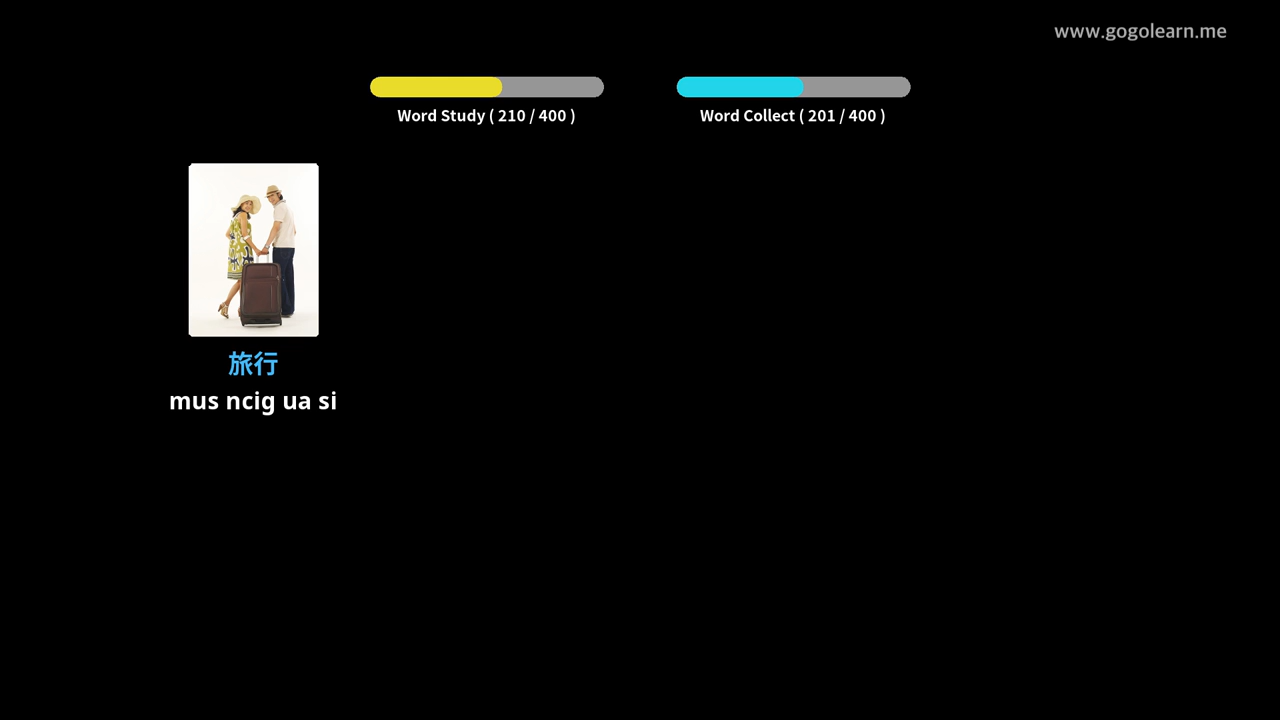 www.gogolearn.me
Word Study ( 210 / 400 )
Word Collect ( 201 / 400 )
旅行
mus ncig ua si